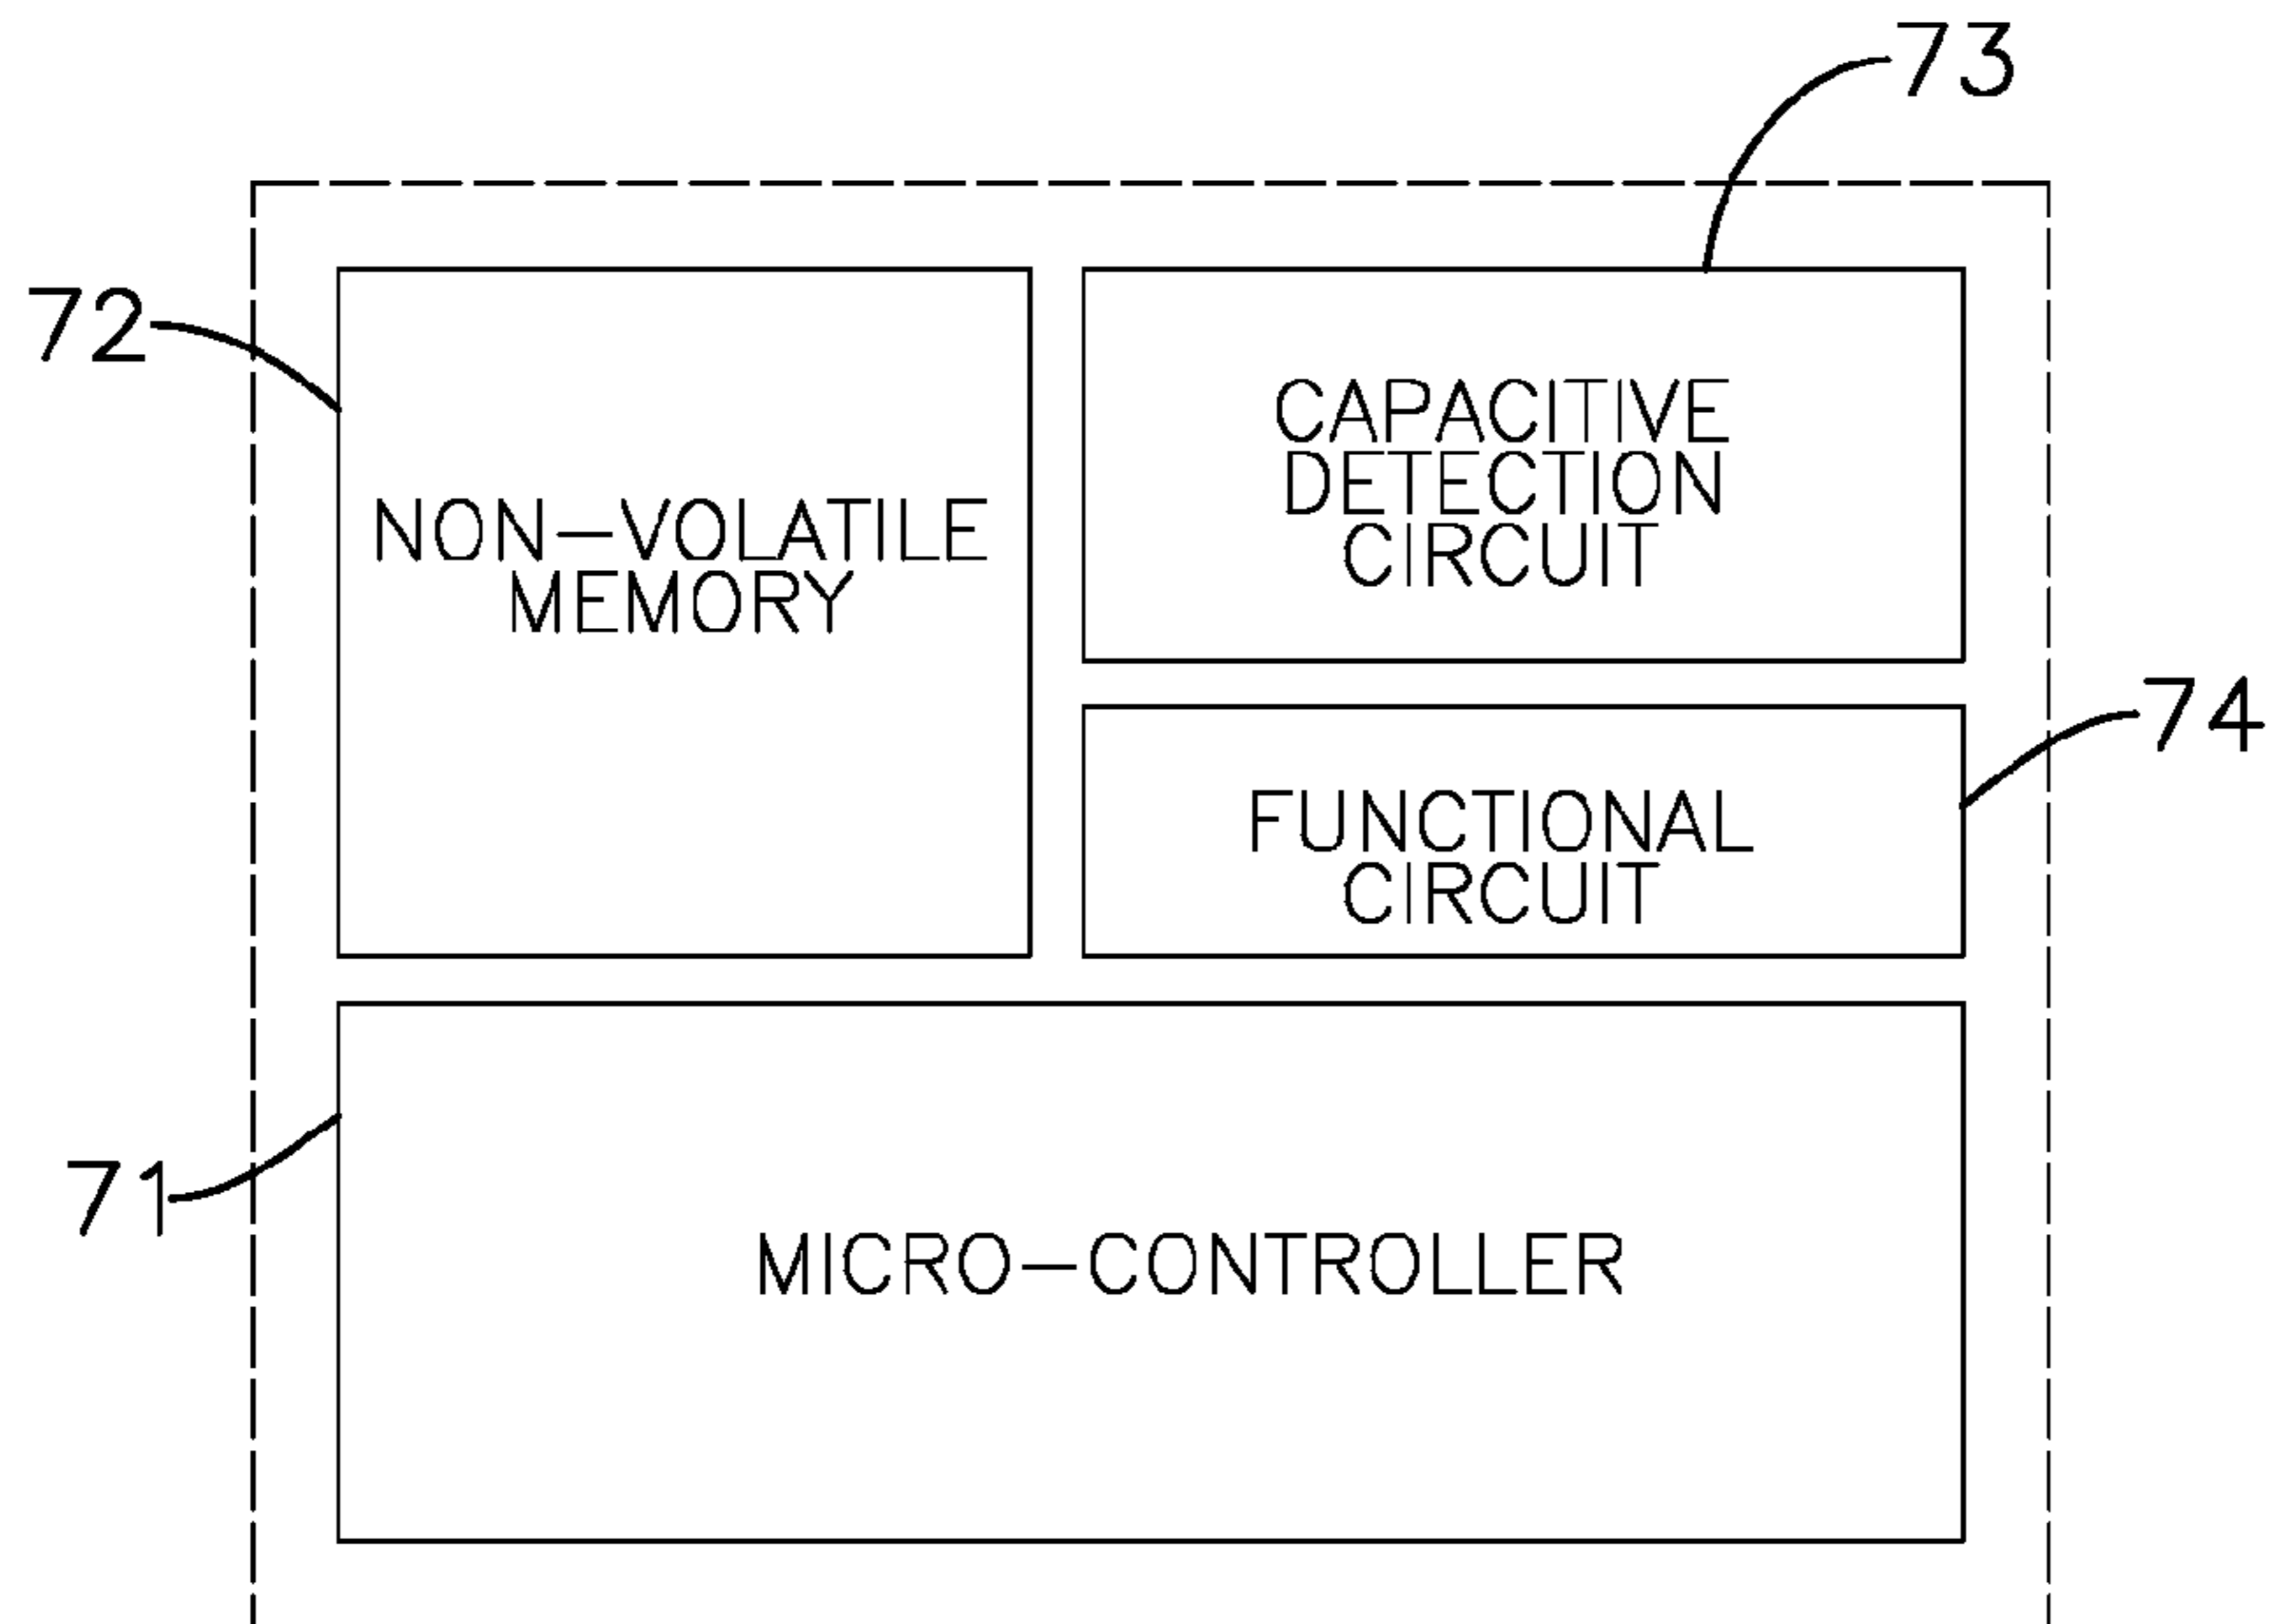 73
72
CAPACITIVE
DETECTION
CIRCUIT
NON-VOLATILE
MEMORY
74
FUNCTIONAL
CIRCUIT
71
MICRO-CONTROLLER